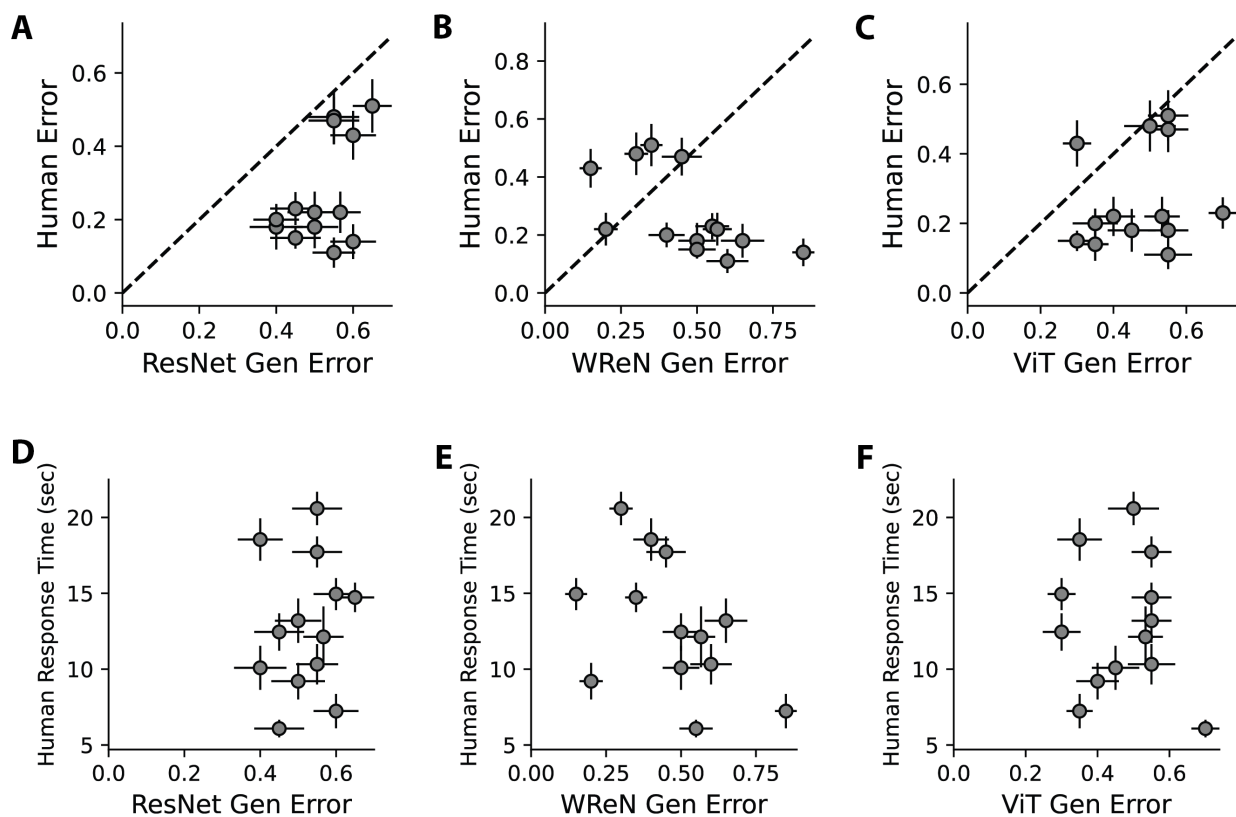 A
B
C
Human Error
0.6
0.4
0.2
0.0
0.0 0.2 0.4 0.6
ResNet Gen Error
Human Error
0.8
0.6
0.4
0.2
0.0
0.00 0.25 0.50 0.75
WReN Gen Error
Human Error
0.6
0.4
0.2
0.0
0.0 0.2 0.4 0.6
ViT Gen Error
D
E
F
Human Response Time (sec)
20
15
10
5
0.0 0.2 0.4 0.6
ResNet Gen Error
Human Response Time (sec)
20
15
10
5
0.00 0.25 0.50 0.75
WReN Gen Error
Human Response Time (sec)
20
15
10
5
0.0 0.2 0.4 0.6
ViT Gen Error